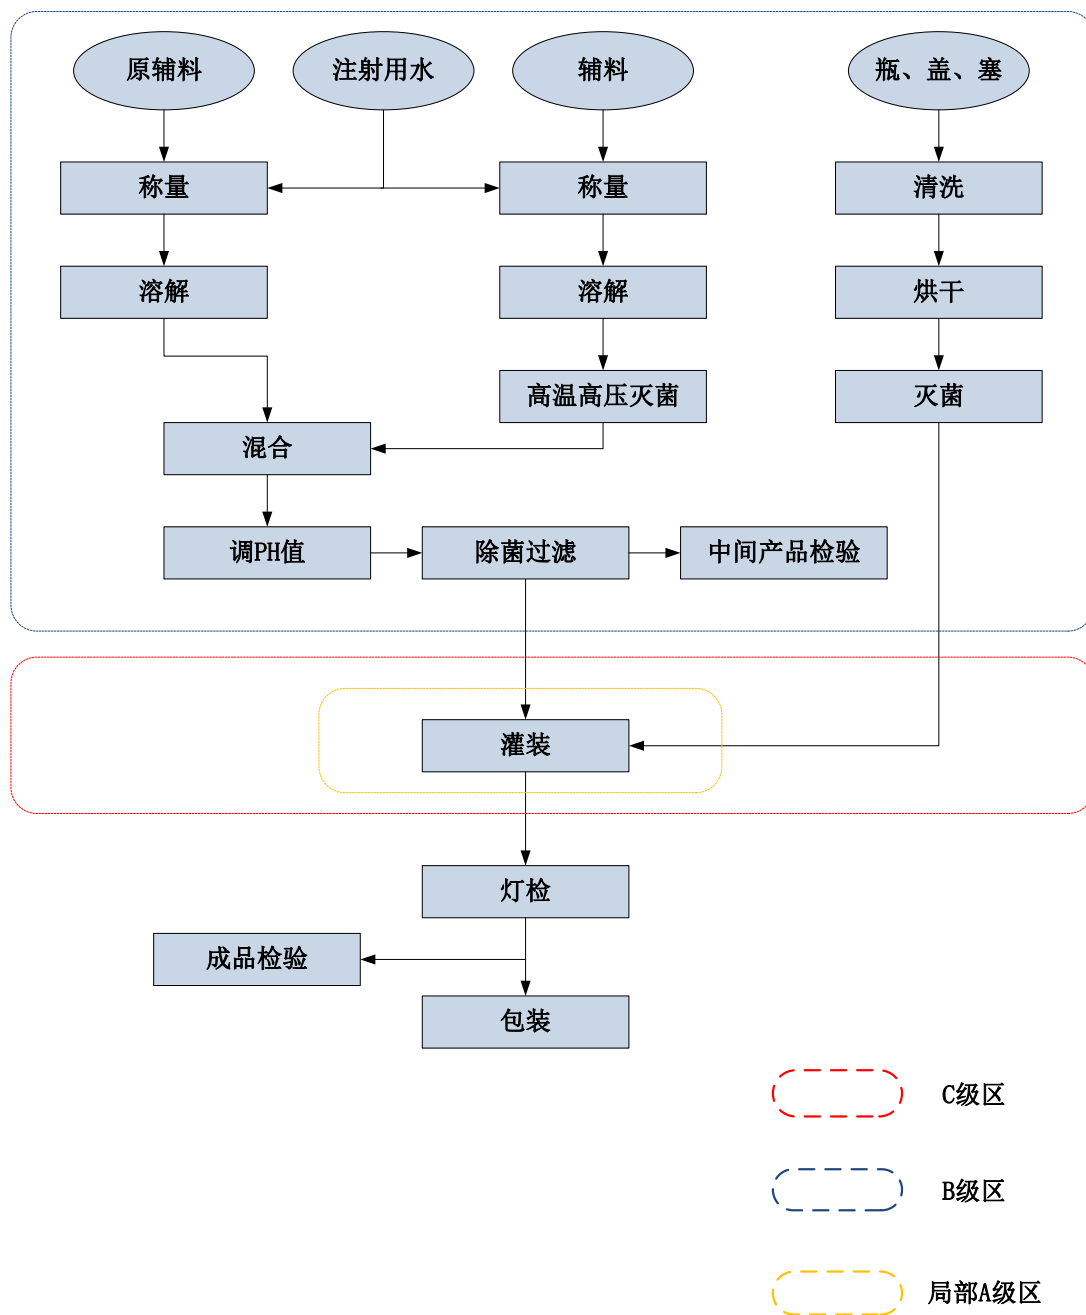 原辅料
注射用水
辅料
瓶、盖、塞
称量
称量
清洗
溶解
溶解
烘干
高温高压灭菌
灭菌
混合
调PH值
除菌过滤
中间产品检验
灌装
灯检
成品检验
包装
C级区
B级区
局部A级区